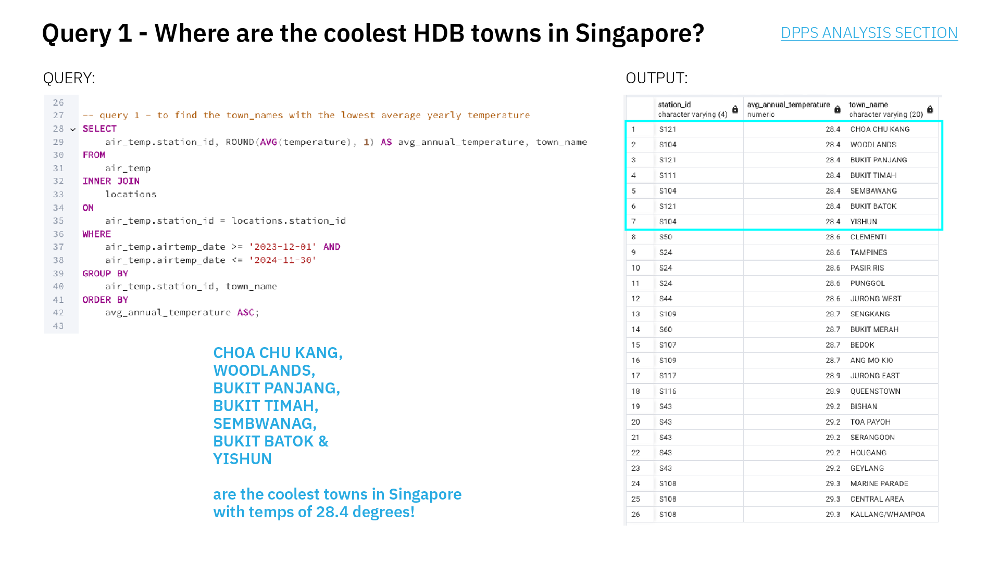 Query 1 - Where are the coolest HDB towns in Singapore?
DPPS ANALYSIS SECTION
QUERY:
26
27 -- query 1 - to find the town_names with the lowest average yearly temperature
28 SELECT
29 air_temp.station_id, ROUND(AVG(temperature), 1) AS avg_annual_temperature, town_name
30 FROM
31 air_temp
32 INNER JOIN
33 locations
34 ON
35 air_temp.station_id = locations.station_id
36 WHERE
37 air_temp.airtemp_date >= '2023-12-01' AND
38 air_temp.airtemp_date <= '2024-11-30'
39 GROUP BY
40 air_temp.station_id, town_name
41 ORDER BY
42 avg_annual_temperature ASC;
43
CHOA CHU KANG,
WOODLANDS,
BUKIT PANJANG,
BUKIT TIMAH,
SEMBWANAG,
BUKIT BATOK &
YISHUN
are the coolest towns in Singapore
with temps of 28.4 degrees!
OUTPUT:
station_id avg_annual_temperature town_name
character varying (4) numeric character varying (20)
1 S121 28.4 CHOA CHU KANG
2 S104 28.4 WOODLANDS
3 S121 28.4 BUKIT PANJANG
4 S111 28.4 BUKIT TIMAH
5 S104 28.4 SEMBAWANG
6 S121 28.4 BUKIT BATOK
7 S104 28.4 YISHUN
8 S50 28.6 CLEMENTI
9 S24 28.6 TAMPINES
10 S24 28.6 PASIR RIS
11 S24 28.6 PUNGGOL
12 S44 28.6 JURONG WEST
13 S109 28.7 SENGKANG
14 S60 28.7 BUKIT MERAH
15 S107 28.7 BEDOK
16 S109 28.7 ANG MO KIO
17 S117 28.9 JURONG EAST
18 S116 28.9 QUEENSTOWN
19 S43 29.2 BISHAN
20 S43 29.2 TOA PAYOH
21 S43 29.2 SERANGOON
22 S43 29.2 HOUGANG
23 S43 29.2 GEYLANG
24 S108 29.3 MARINE PARADE
25 S108 29.3 CENTRAL AREA
26 S108 29.3 KALLANG/WHAMPOA